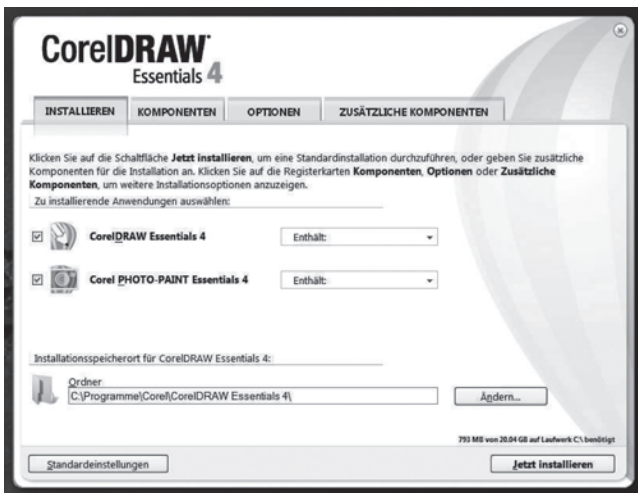 CorelDRAW
Essentials 4
INSTALLIEREN KOMPONENTEN OPTIONEN ZUSÄTZLICHE KOMPONENTEN
Klicken Sie auf die Schaltfläche Jetzt installieren, um eine Standardinstallation durchzuführen, oder geben Sie zusätzliche
Komponenten für die Installation an. Klicken Sie auf die Registerkarten Komponenten, Optionen oder Zusätzliche
Komponenten, um weitere Installationsoptionen anzuzeigen.
Zu installierende Anwendungen auswählen:
CorelDRAW Essentials 4 Enthält:
Corel PHOTO-PAINT Essentials 4 Enthält:
Installationsspeicherort für CorelDRAW Essentials 4:
Ordner
C:\Programme\Corel\CorelDRAW Essentials 4\ Ändern...
793 MB von 20.04 GB auf Laufwerk C:\ benötigt
Standardeinstellungen Jetzt installieren